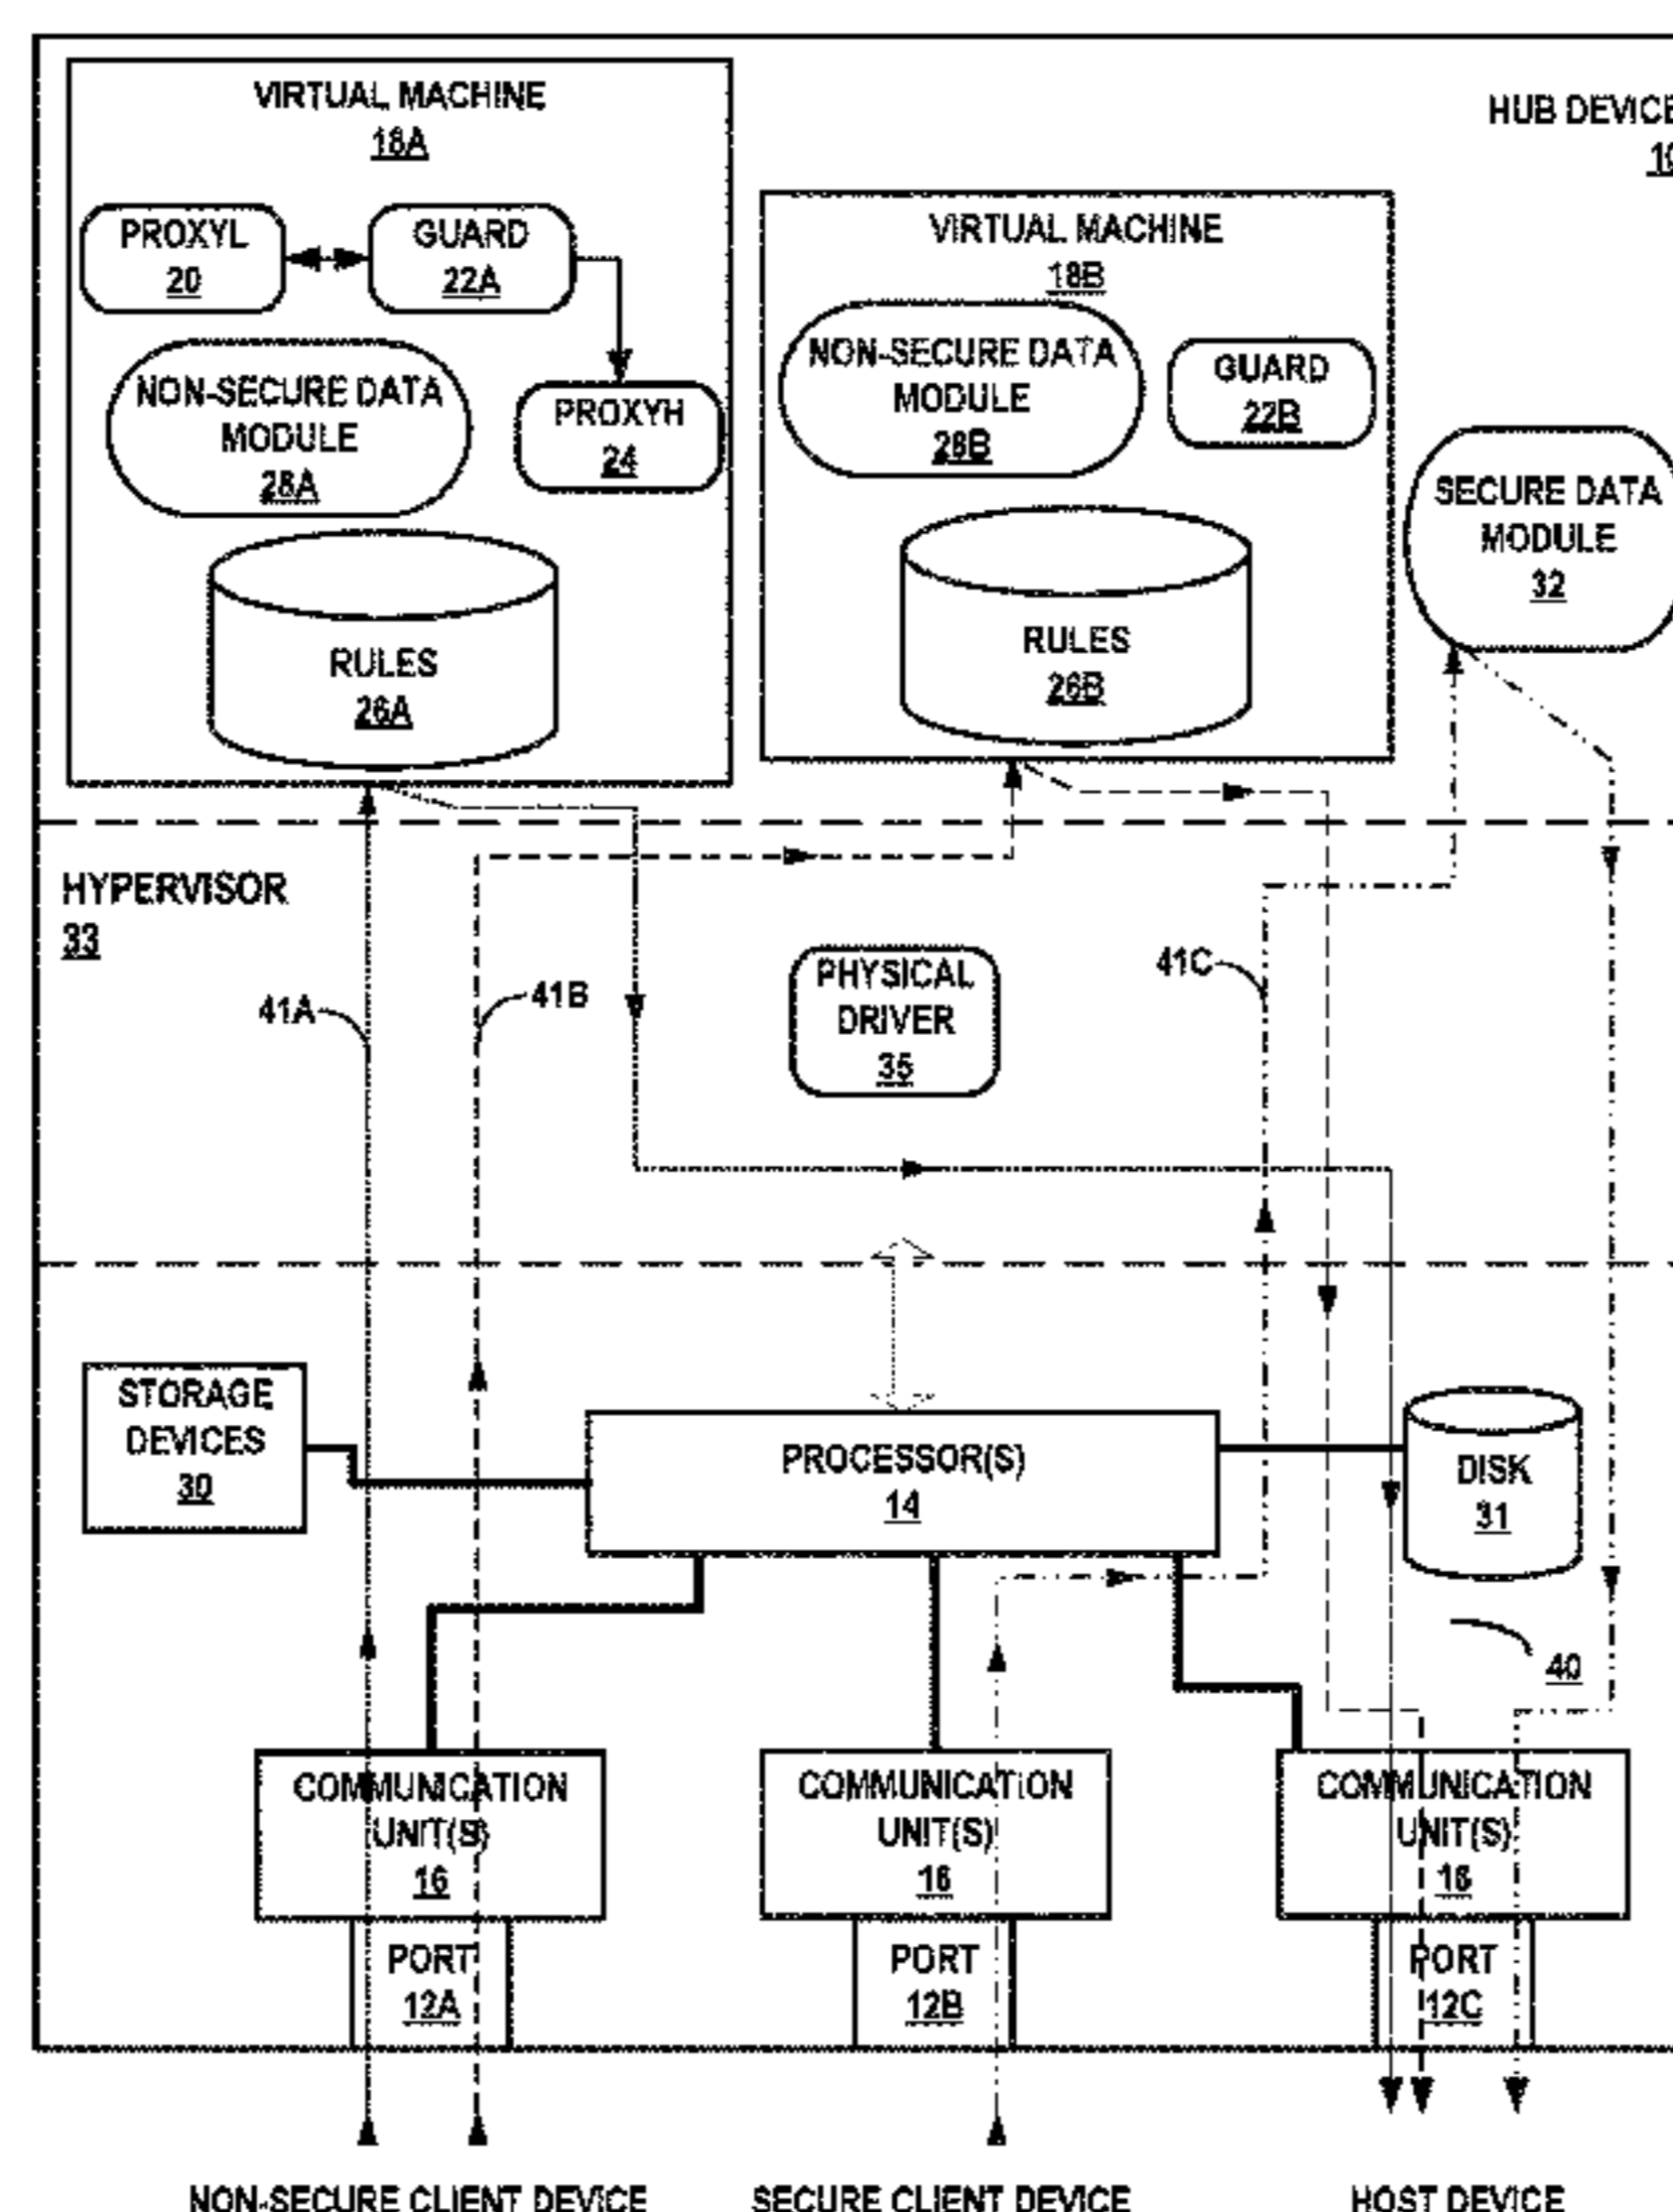 VIRTUAL MACHINE
18A
HUB DEVICE
PROXYL
20
GUARD
22A
VIRTUAL MACHINE
18B
NON-SECURE DATA
MODULE
28A
PROXYH
24
NON-SECURE DATA
MODULE
28B
GUARD
22B
SECURE DATA
MODULE
32
RULES
26A
RULES
26B
HYPERVISOR
33
41A
41B
PHYSICAL
DRIVER
35
41C
STORAGE
DEVICES
30
PROCESSOR(S)
14
DISK
31
40
COMMUNICATION
UNIT(S)
16
COMMUNICATION
UNIT(S)
16
COMMUNICATION
UNIT(S)
16
PORT
12A
PORT
12B
PORT
12C
NON-SECURE CLIENT DEVICE
SECURE CLIENT DEVICE
HOST DEVICE